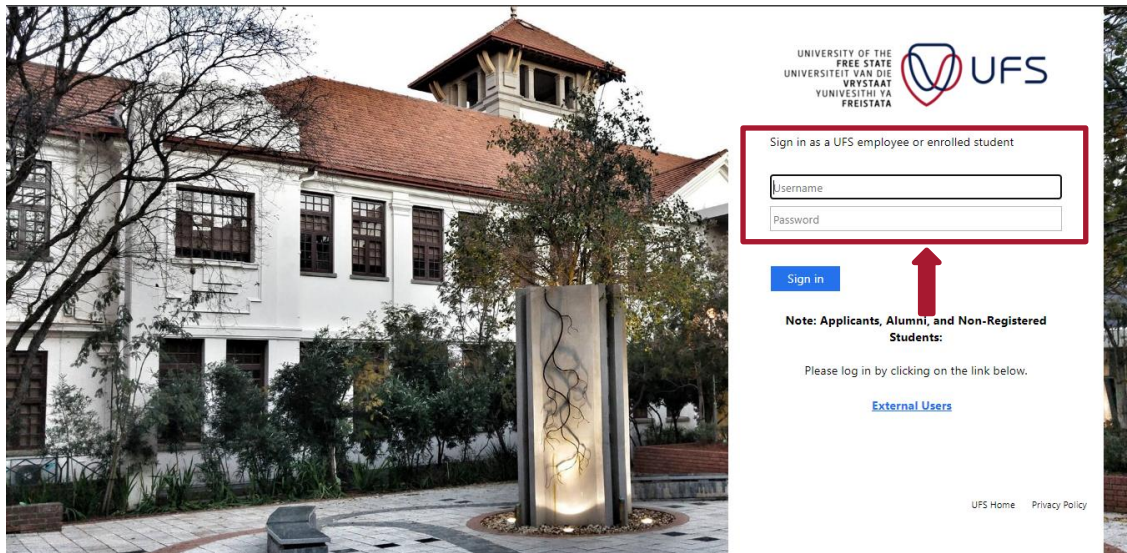 UNIVERSITY OF THE
FREE STATE
UNIVERSITEIT VAN DIE
VRYSTAAT
YUNIVESITHI YA
FREISTATA
UFS
Sign in as a UFS employee or enrolled student
Username
Password
Sign in
Note: Applicants, Alumni, and Non-Registered
Students:
Please log in by clicking on the link below.
External Users
UFS Home Privacy Policy